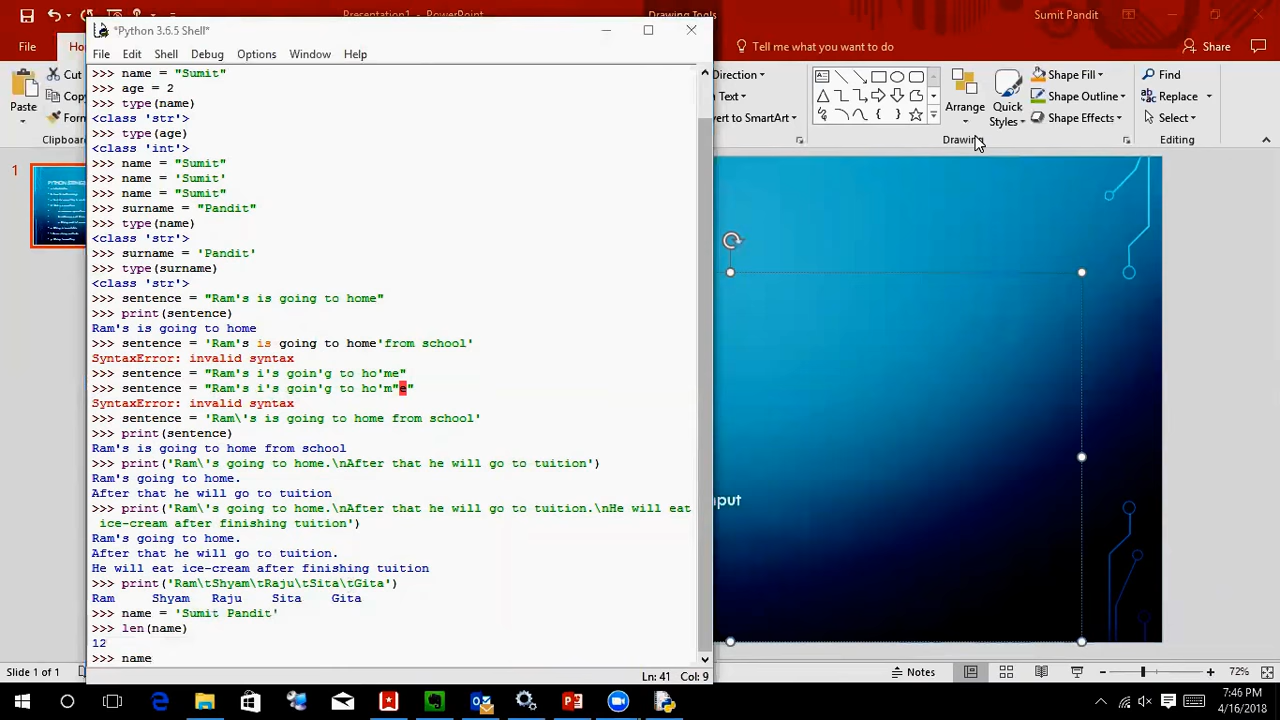 Presentation1 - PowerPoint
Drawing Tools
Sumit Pandit
*Python 3.6.5 Shell*
File
Tell me what you want to do
Share
File Edit Shell Debug Options Window Help
Paste
Cut
Clipboard
Direction
Arrange
Quick
Styles
Shape Fill
Shape Outline
Shape Effects
Drawing
Find
Replace
Select
Editing
>>> name = "Sumit"
>>> age = 2
>>> type(name)
<class 'str'>
>>> type(age)
<class 'int'>
>>> name = "Sumit"
>>> name = 'Sumit'
>>> name = "Sumit"
>>> surname = "Pandit"
>>> type(name)
<class 'str'>
>>> surname = 'Pandit'
>>> type(surname)
<class 'str'>
>>> sentence = "Ram's is going to home"
>>> print(sentence)
Ram's is going to home
>>> sentence = 'Ram's is going to home'from school'
SyntaxError: invalid syntax
>>> sentence = "Ram's i's goin'g to ho'me"
>>> sentence = "Ram's i's goin'g to ho'm"e"
SyntaxError: invalid syntax
>>> sentence = 'Ram\'s is going to home from school'
>>> print(sentence)
Ram's is going to home from school
>>> print('Ram\'s going to home.\nAfter that he will go to tuition')
Ram's going to home.
After that he will go to tuition
>>> print('Ram\'s going to home.\nAfter that he will go to tuition.\nHe will eat
ice-cream after finishing tuition')
Ram's going to home.
After that he will go to tuition.
He will eat ice-cream after finishing tuition
>>> print('Ram\tShyam\tRaju\tSita\tGita')
Ram Shyam Raju Sita Gita
>>> name = 'Sumit Pandit'
>>> len(name)
12
>>> name
Ln: 41 Col: 9
1
Slide 1 of 1
Notes
72%
7:46 PM
4/16/2018